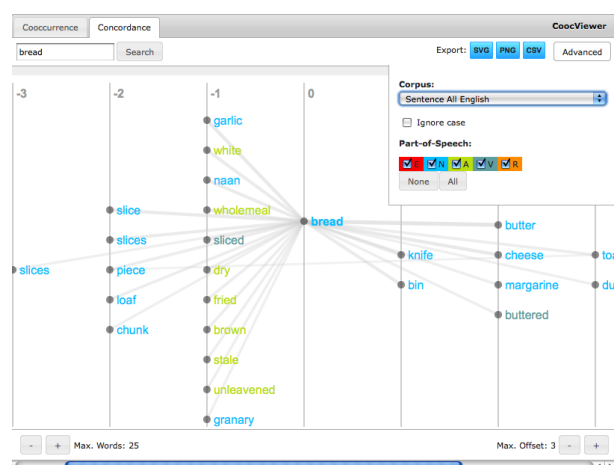 Cooccurrence Concordance CoocViewer
bread Search Export: SVG PNG CSV Advanced
Corpus:
Sentence All English
Ignore case
Part-of-Speech:
E N A V R
None All
-3 -2 -1 0
garlic
white
naan
slice wholemeal bread butter
slices sliced knife cheese
slices piece dry bin margarine
loaf fried buttered
chunk brown
stale
unleavened
granary
- + Max. Words: 25 Max. Offset: 3 - +